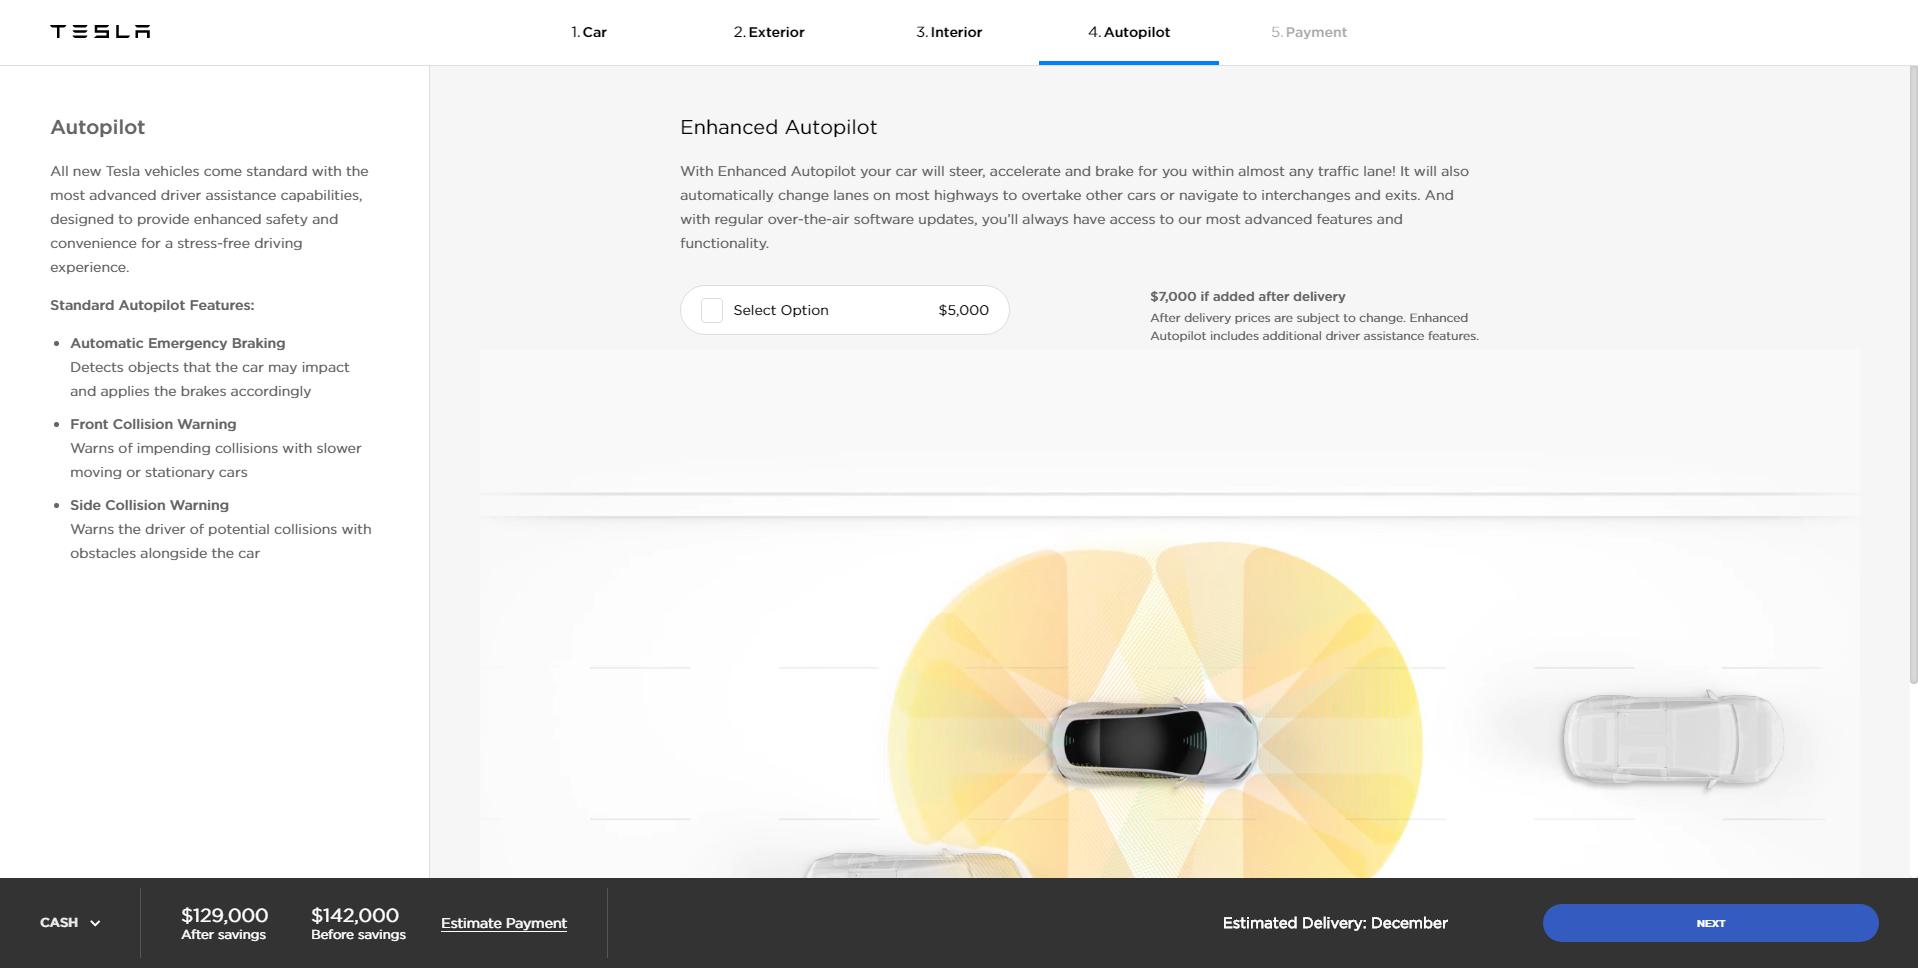 TESLA
1. Car
2. Exterior
3. Interior
4. Autopilot
5. Payment
Autopilot
All new Tesla vehicles come standard with the
most advanced driver assistance capabilities,
designed to provide enhanced safety and
convenience for a stress-free driving
experience.
Standard Autopilot Features:
• Automatic Emergency Braking
Detects objects that the car may impact
and applies the brakes accordingly
• Front Collision Warning
Warns of impending collisions with slower
moving or stationary cars
• Side Collision Warning
Warns the driver of potential collisions with
obstacles alongside the car
Enhanced Autopilot
With Enhanced Autopilot your car will steer, accelerate and brake for you within almost any traffic lane! It will also
automatically change lanes on most highways to overtake other cars or navigate to interchanges and exits. And
with regular over-the-air software updates, you'll always have access to our most advanced features and
functionality.
Select Option $5,000
$7,000 if added after delivery
After delivery prices are subject to change. Enhanced
Autopilot includes additional driver assistance features.
CASH
$129,000
After savings
$142,000
Before savings
Estimate Payment
Estimated Delivery: December
NEXT